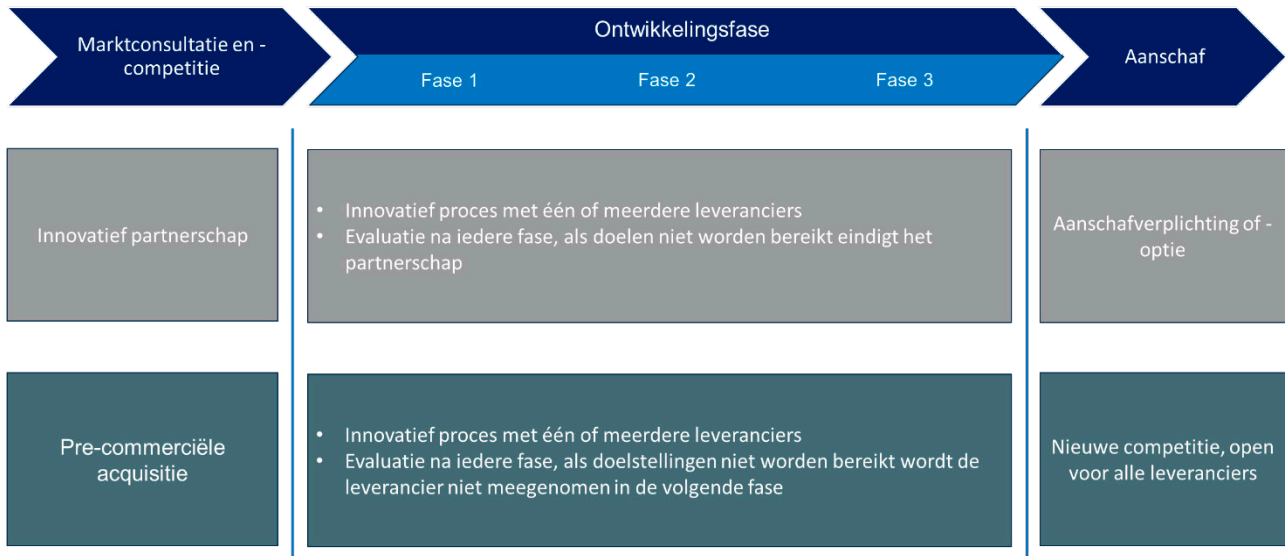 Marktconsultatie en -
competitie
Ontwikkelingsfase
Fase 1
Fase 2
Fase 3
Aanschaf
Innovatief partnerschap
• Innovatief proces met één of meerdere leveranciers
• Evaluatie na iedere fase, als doelen niet worden bereikt eindigt het
partnerschap
Aanschafverplichting of -
optie
Pre-commerciële
acquisitie
• Innovatief proces met één of meerdere leveranciers
• Evaluatie na iedere fase, als doelstellingen niet worden bereikt wordt de
leverancier niet meegenomen in de volgende fase
Nieuwe competitie, open
voor alle leveranciers